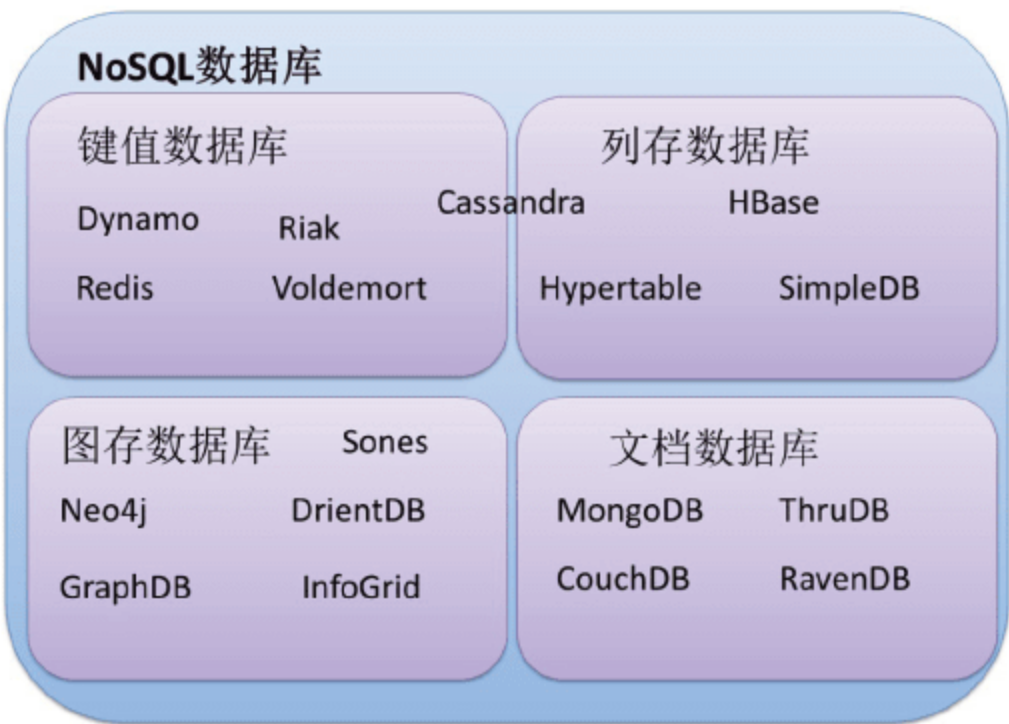 NoSQL数据库
键值数据库
Dynamo Riak
Redis Voldemort
列存数据库
Cassandra HBase
Hypertable SimpleDB
图存数据库 Sones
Neo4j DrientDB
GraphDB InfoGrid
文档数据库
MongoDB ThruDB
CouchDB RavenDB